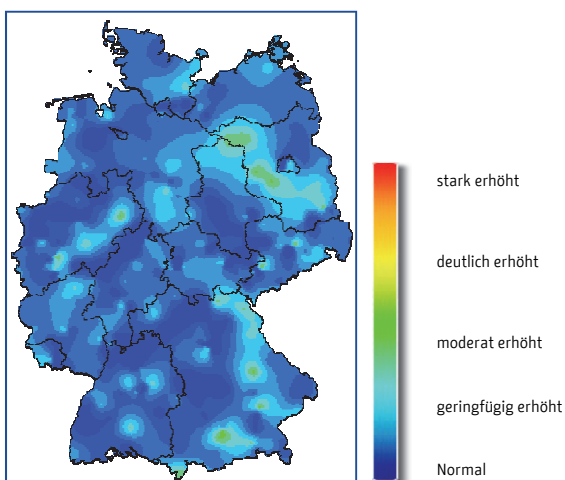 stark erhöht
deutlich erhöht
moderat erhöht
geringfügig erhöht
Normal